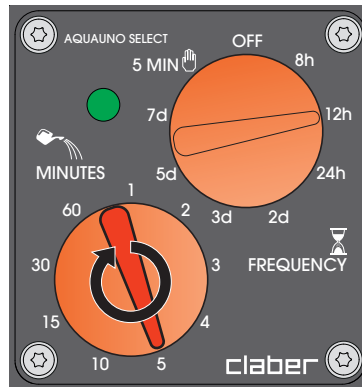 AQUAUNO SELECT
OFF
8h
12h
24h
2d
3d
5d
7d
5 MIN
FREQUENCY
MINUTES
1
2
3
4
5
10
15
30
60
claber